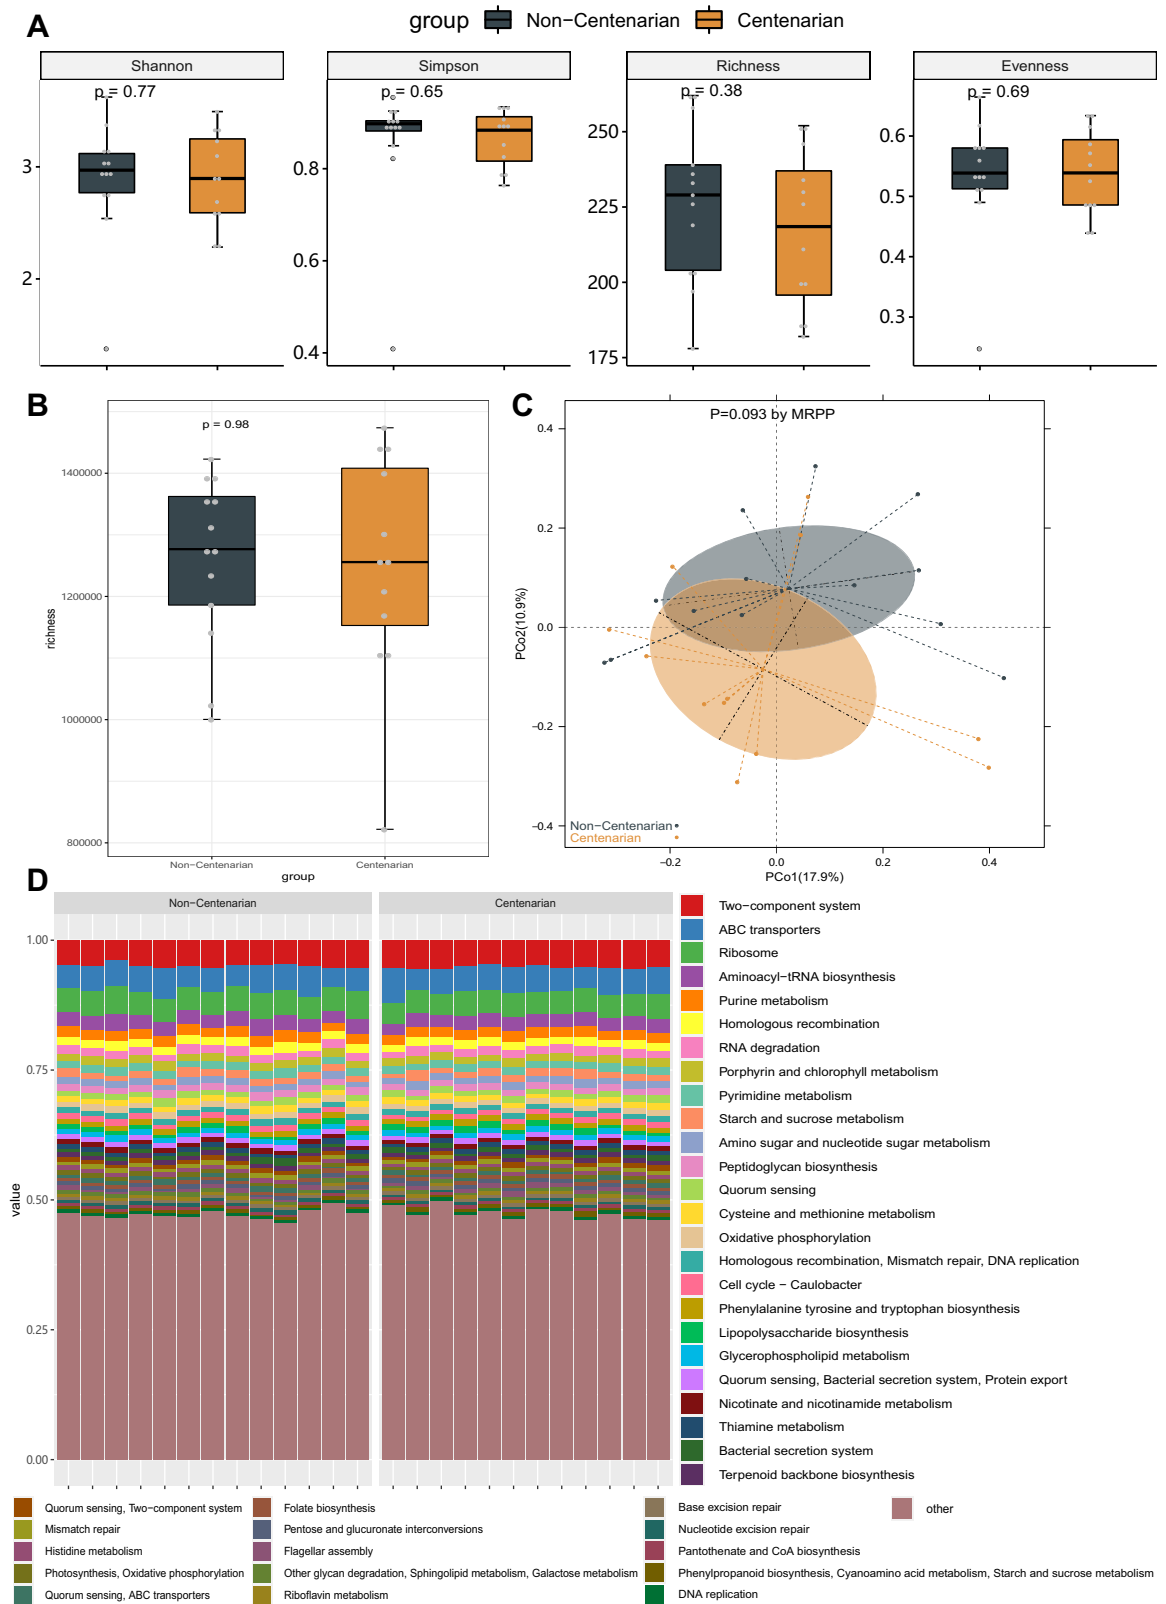 A
group Non−Centenarian Centenarian
Shannon Simpson Richness Evenness
p = 0.77 p = 0.65 p = 0.38 p = 0.69
3
2
0.8
0.6
0.4
250
225
200
175
0.6
0.5
0.4
0.3
B
p = 0.98
richness
1400000
1200000
1000000
800000
Non−Centenarian Centenarian
group
C
P=0.093 by MRPP
PCo2(10.9%)
0.4
0.2
0.0
−0.2
−0.4
Non−Centenarian
Centenarian
−0.2 0.0 0.2 0.4
PCo1(17.9%)
D
Non−Centenarian Centenarian
value
1.00
0.75
0.50
0.25
0.00
Two−component system
ABC transporters
Ribosome
Aminoacyl−tRNA biosynthesis
Purine metabolism
Homologous recombination
RNA degradation
Porphyrin and chlorophyll metabolism
Pyrimidine metabolism
Starch and sucrose metabolism
Amino sugar and nucleotide sugar metabolism
Peptidoglycan biosynthesis
Quorum sensing
Cysteine and methionine metabolism
Oxidative phosphorylation
Homologous recombination, Mismatch repair, DNA replication
Cell cycle − Caulobacter
Phenylalanine tyrosine and tryptophan biosynthesis
Lipopolysaccharide biosynthesis
Glycerophospholipid metabolism
Quorum sensing, Bacterial secretion system, Protein export
Nicotinate and nicotinamide metabolism
Thiamine metabolism
Bacterial secretion system
Terpenoid backbone biosynthesis
Quorum sensing, Two−component system
Mismatch repair
Histidine metabolism
Photosynthesis, Oxidative phosphorylation
Quorum sensing, ABC transporters
Folate biosynthesis
Pentose and glucuronate interconversions
Flagellar assembly
Other glycan degradation, Sphingolipid metabolism, Galactose metabolism
Riboflavin metabolism
Base excision repair
Nucleotide excision repair
Pantothenate and CoA biosynthesis
Phenylpropanoid biosynthesis, Cyanoamino acid metabolism, Starch and sucrose metabolism
DNA replication
other